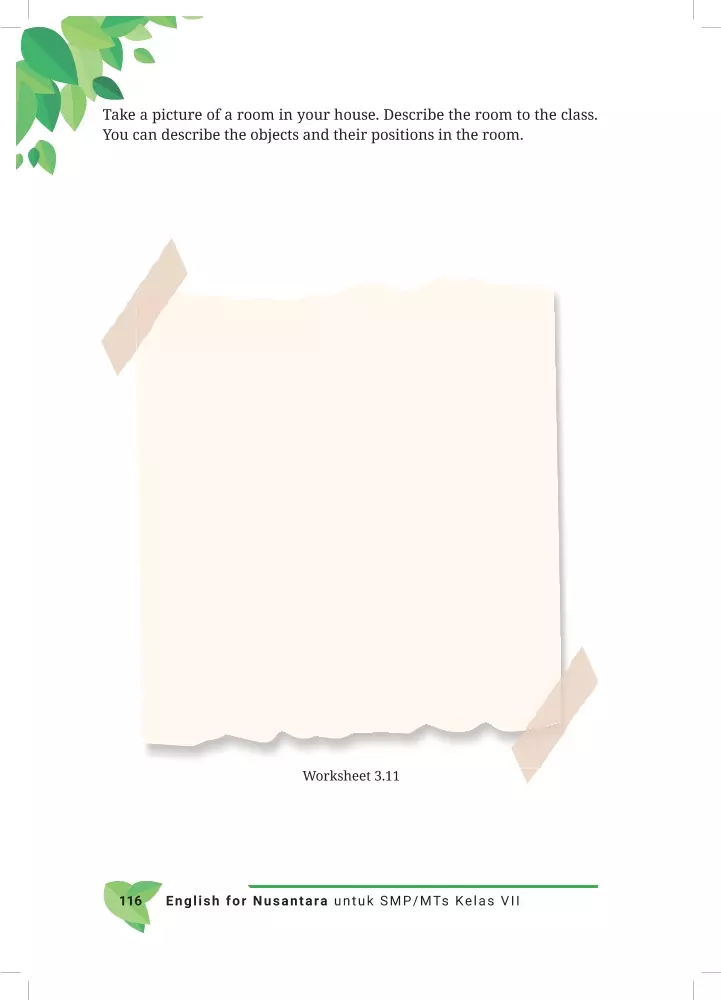 Take a picture of a room in your house. Describe the room to the class.
You can describe the objects and their positions in the room.
Worksheet 3.11
116 English for Nusantara untuk SMP/MTs Kelas VII